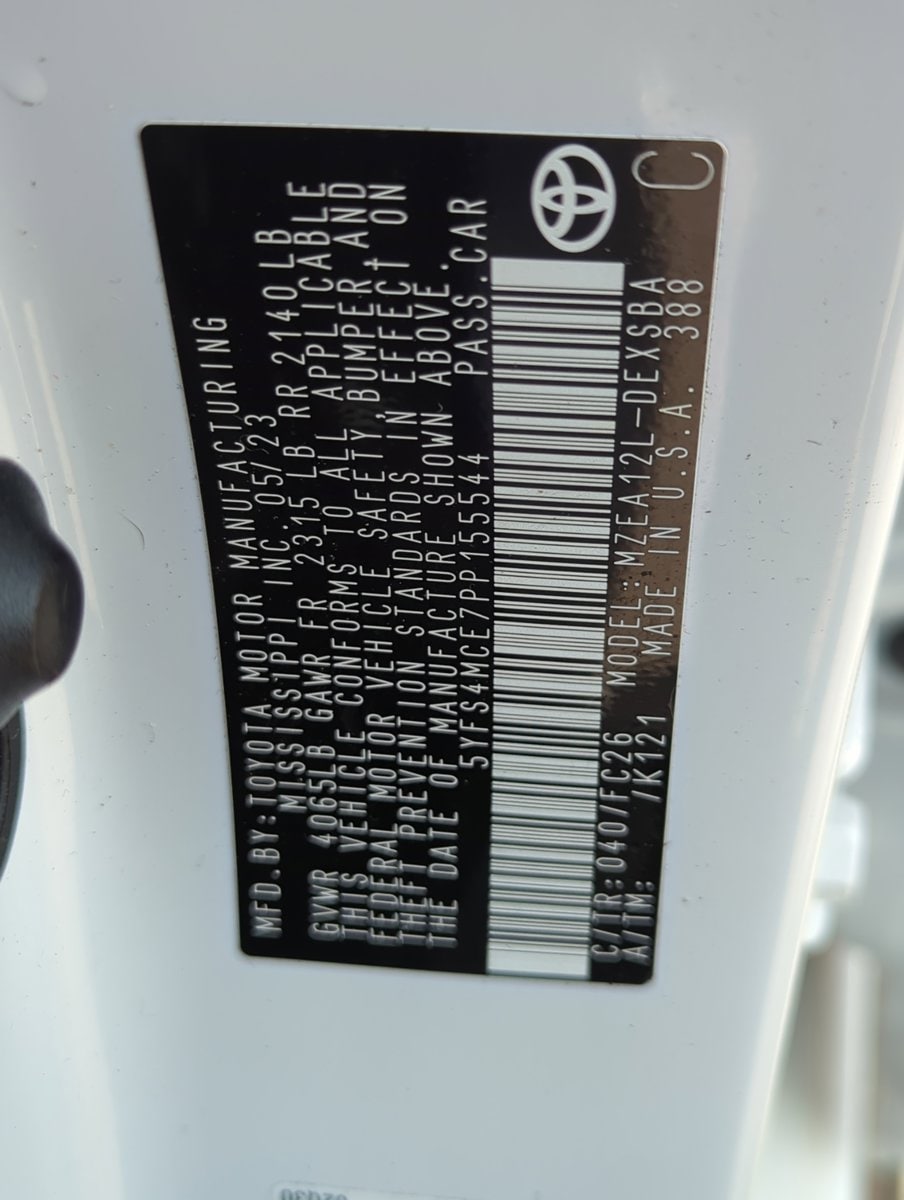 MFD.BY:TOYOTA MOTOR MANUFACTURING
MISSISSIPPI INC.05/23
GVWR 4065LB GAWR FR 2315 LB RR 2140LB
THIS VEHICLE CONFORMS TO ALL APPLICABLE
FEDERAL MOTOR VEHICLE SAFETY,BUMPER,AND
THEFT PREVENTION STANDARDS IN EFFECT ON
THE DATE OF MANUFACTURE SHOWN ABOVE.
5YFS4MCE7PP155544 PASS.CAR
C/TR:040/FC26 MODEL:MZEA12L-DEXSBA
A/TM: /K121 MADE IN U.S.A. 388 C